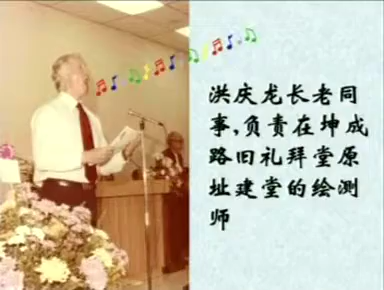 洪庆龙长老同
事,负责在坤成
路旧礼拜堂原
址建堂的绘测
师